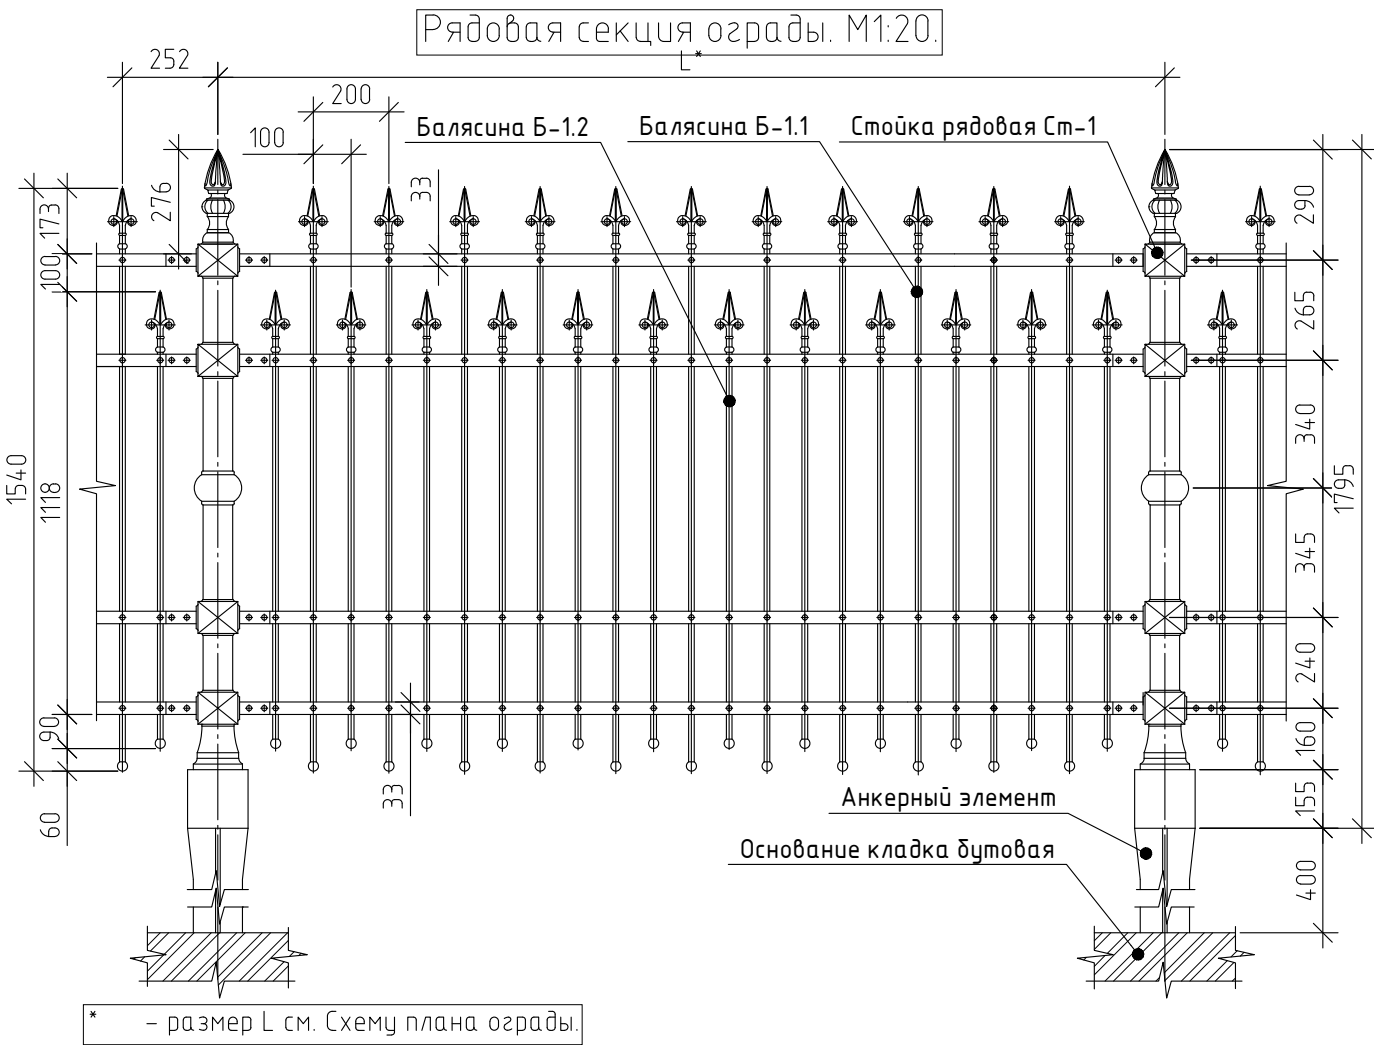 Рядовая секция ограды. М1:20.
L*
252
200
100
Балясина Б-1.2
Балясина Б-1.1
Стойка рядовая Ст-1
276
33
173
100
290
265
340
1540
1118
1795
345
240
90
160
33
60
155
Анкерный элемент
Основание кладка бутовая
400
* - размер L см. Схему плана ограды.